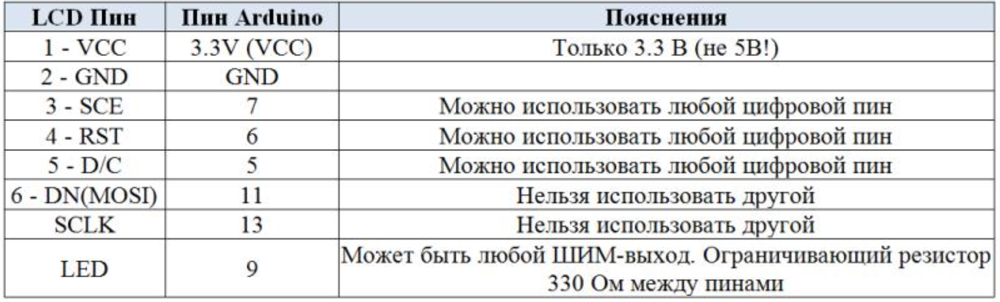 LCD Пин Пин Arduino Пояснения
1 - VCC 3.3V (VCC) Только 3.3 В (не 5В!)
2 - GND GND
3 - SCE 7 Можно использовать любой цифровой пин
4 - RST 6 Можно использовать любой цифровой пин
5 - D/C 5 Можно использовать любой цифровой пин
6 - DN(MOSI) 11 Нельзя использовать другой
SCLK 13 Нельзя использовать другой
LED 9 Может быть любой ШИМ-выход. Ограничивающий резистор
330 Ом между пинами